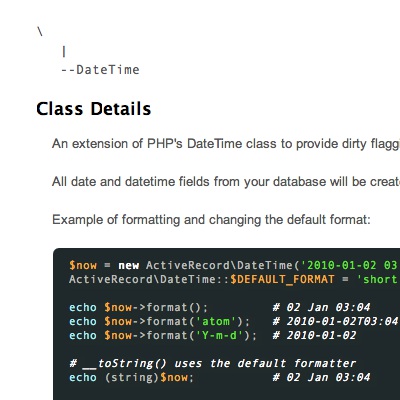 \
|
--DateTime
Class Details
An extension of PHP's DateTime class to provide dirty
All date and datetime fields from your database will be
Example of formatting and changing the default format:
$now = new ActiveRecord\DateTime('2010-01-02 03
ActiveRecord\DateTime::$DEFAULT_FORMAT = 'short
echo $now->format();         # 02 Jan 03:04
echo $now->format('atom');   # 2010-01-02T03:04
echo $now->format('Y-m-d');  # 2010-01-02
# __toString() uses the default formatter
echo (string)$now;           # 02 Jan 03:04